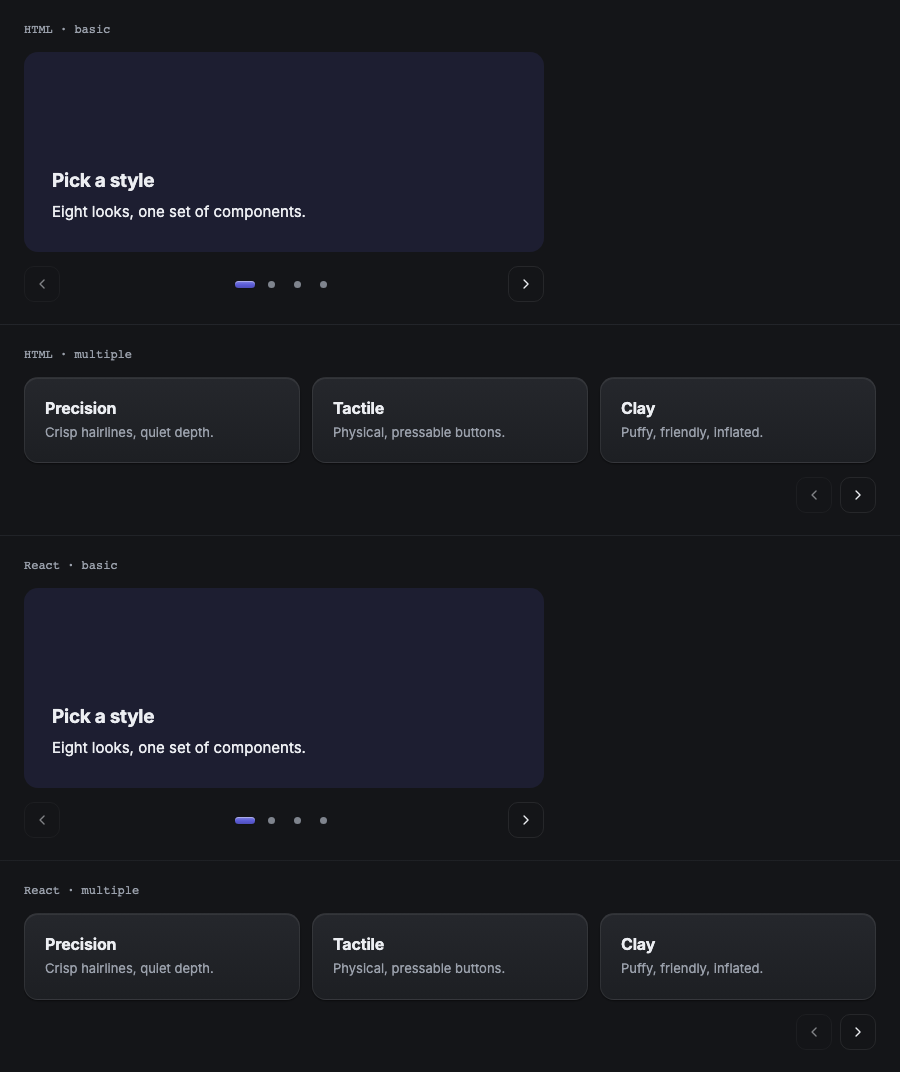 HTML · basic
Pick a style
Eight looks, one set of components.
HTML · multiple
Precision
Crisp hairlines, quiet depth.
Tactile
Physical, pressable buttons.
Clay
Puffy, friendly, inflated.
React · basic
Pick a style
Eight looks, one set of components.
React · multiple
Precision
Crisp hairlines, quiet depth.
Tactile
Physical, pressable buttons.
Clay
Puffy, friendly, inflated.